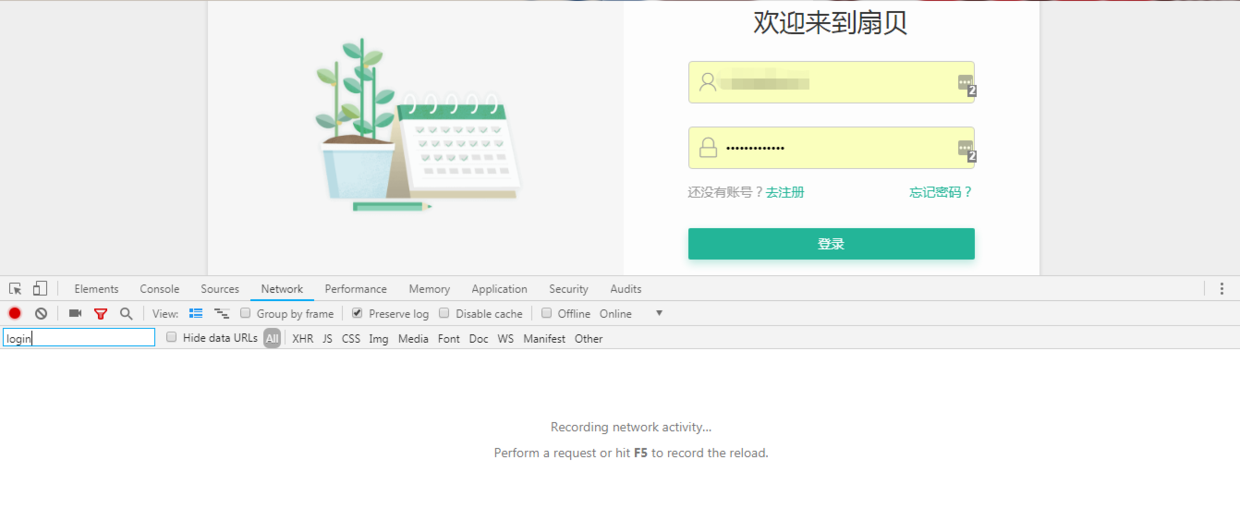 欢迎来到扇贝
2
•••••••••••••
2
还没有账号？去注册 忘记密码？
登录
Elements Console Sources Network Performance Memory Application Security Audits
View: Group by frame Preserve log Disable cache Offline Online
login Hide data URLs All XHR JS CSS Img Media Font Doc WS Manifest Other
Recording network activity...
Perform a request or hit F5 to record the reload.